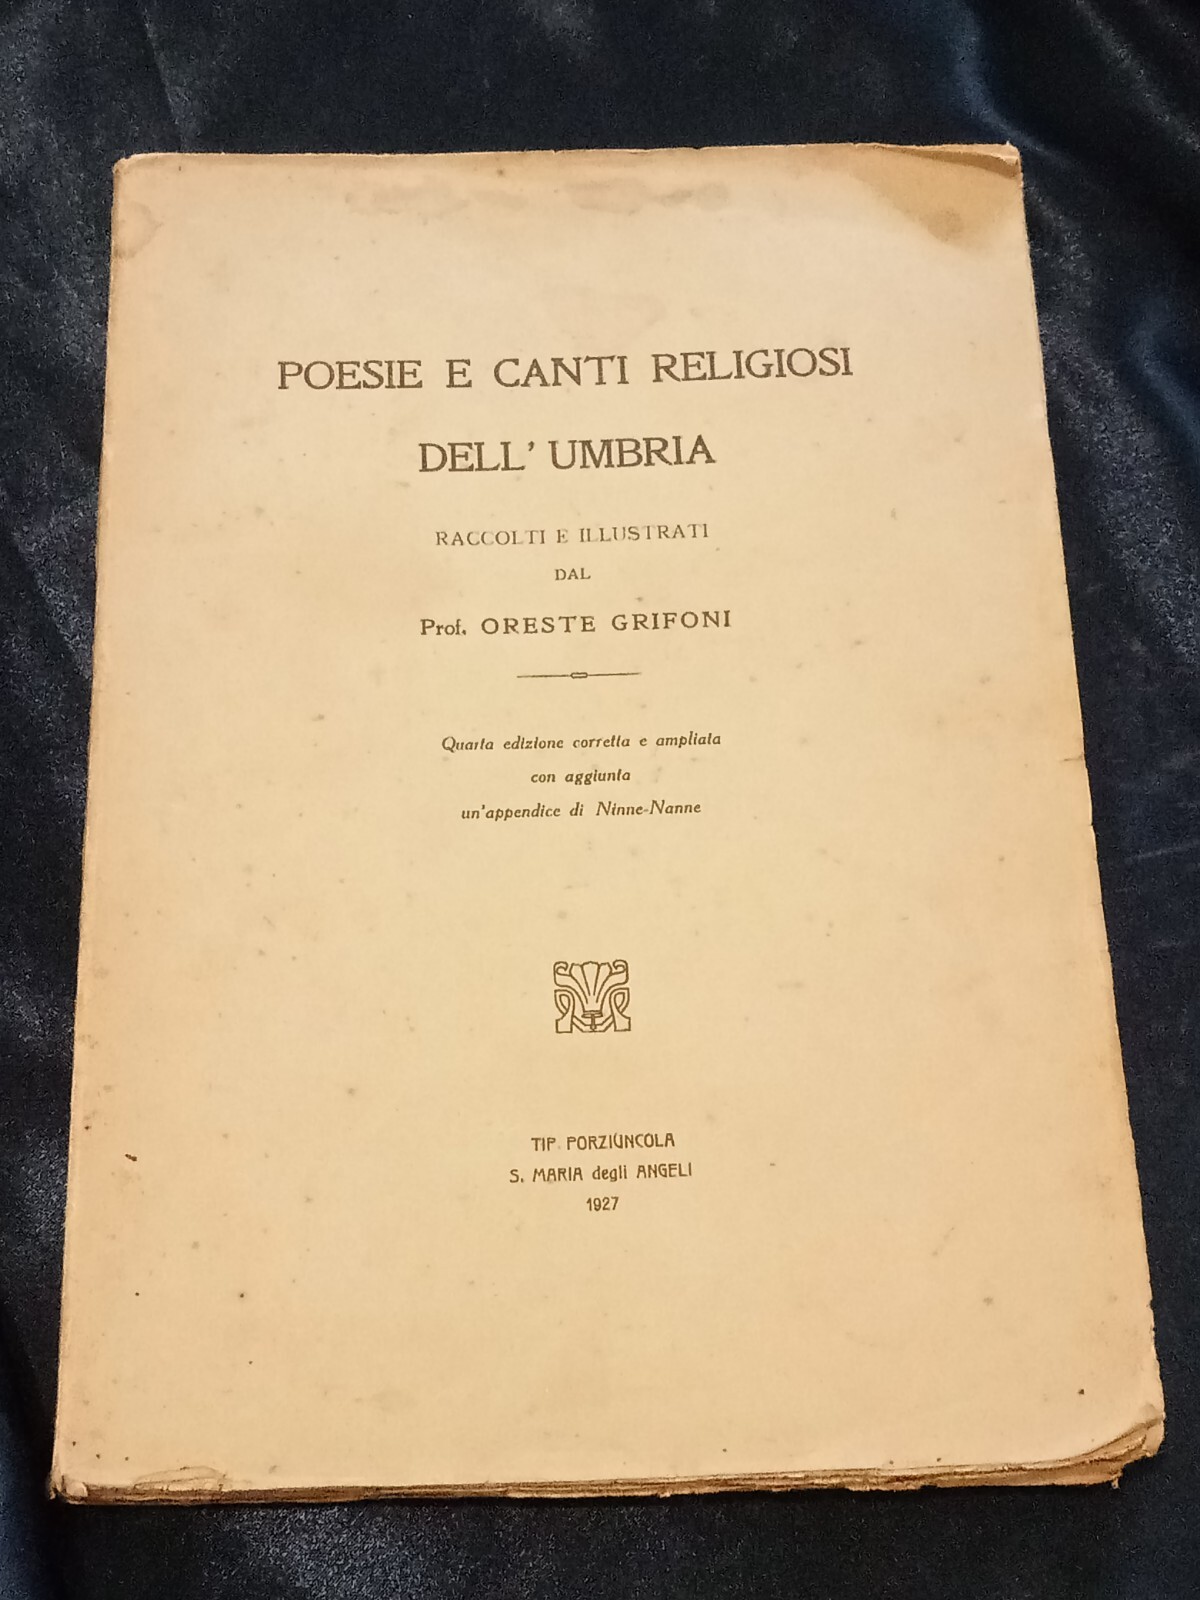 POESIE E CANTI RELIGIOSI
DELL' UMBRIA
RACCOLTI E ILLUSTRATI
DAL
Prof. ORESTE GRIFONI
Quarta edizione corretta e ampliata
con aggiunta
un'appendice di Ninne-Nanne
TIP. PORZIUNCOLA
S. MARIA degli ANGELI
1927